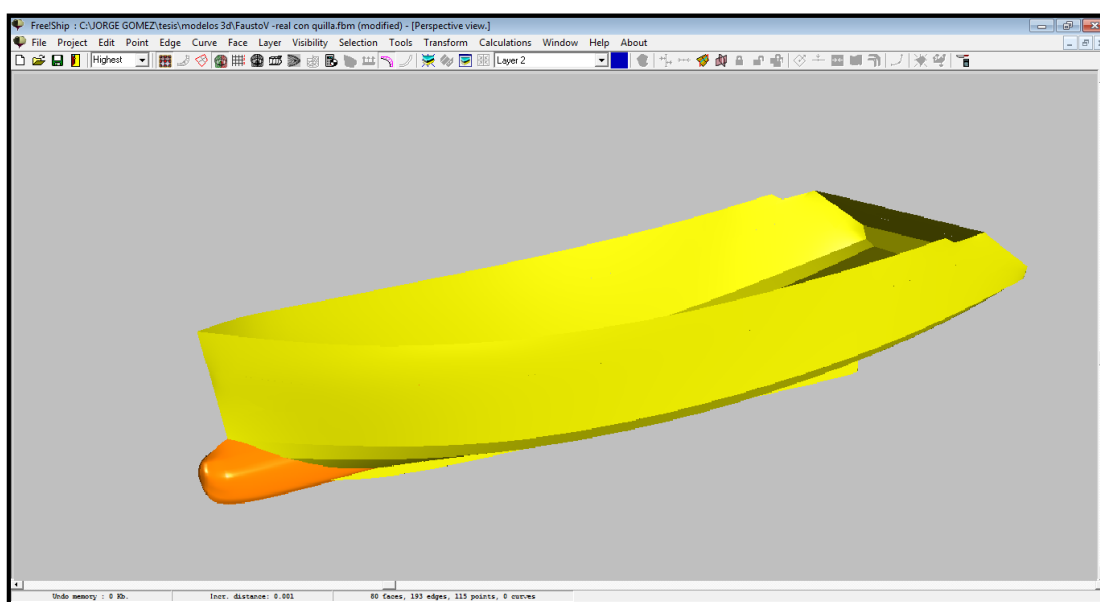 Free!Ship : C:\JORGE GOMEZ\tesis\modelos 3d\FaustoV -real con quilla.fbm (modified) - [Perspective view.]
File Project Edit Point Edge Curve Face Layer Visibility Selection Tools Transform Calculations Window Help About
Highest Layer 2
Undo memory : 0 Kb. Incr. distance: 0.001 80 faces, 193 edges, 115 points, 0 curves